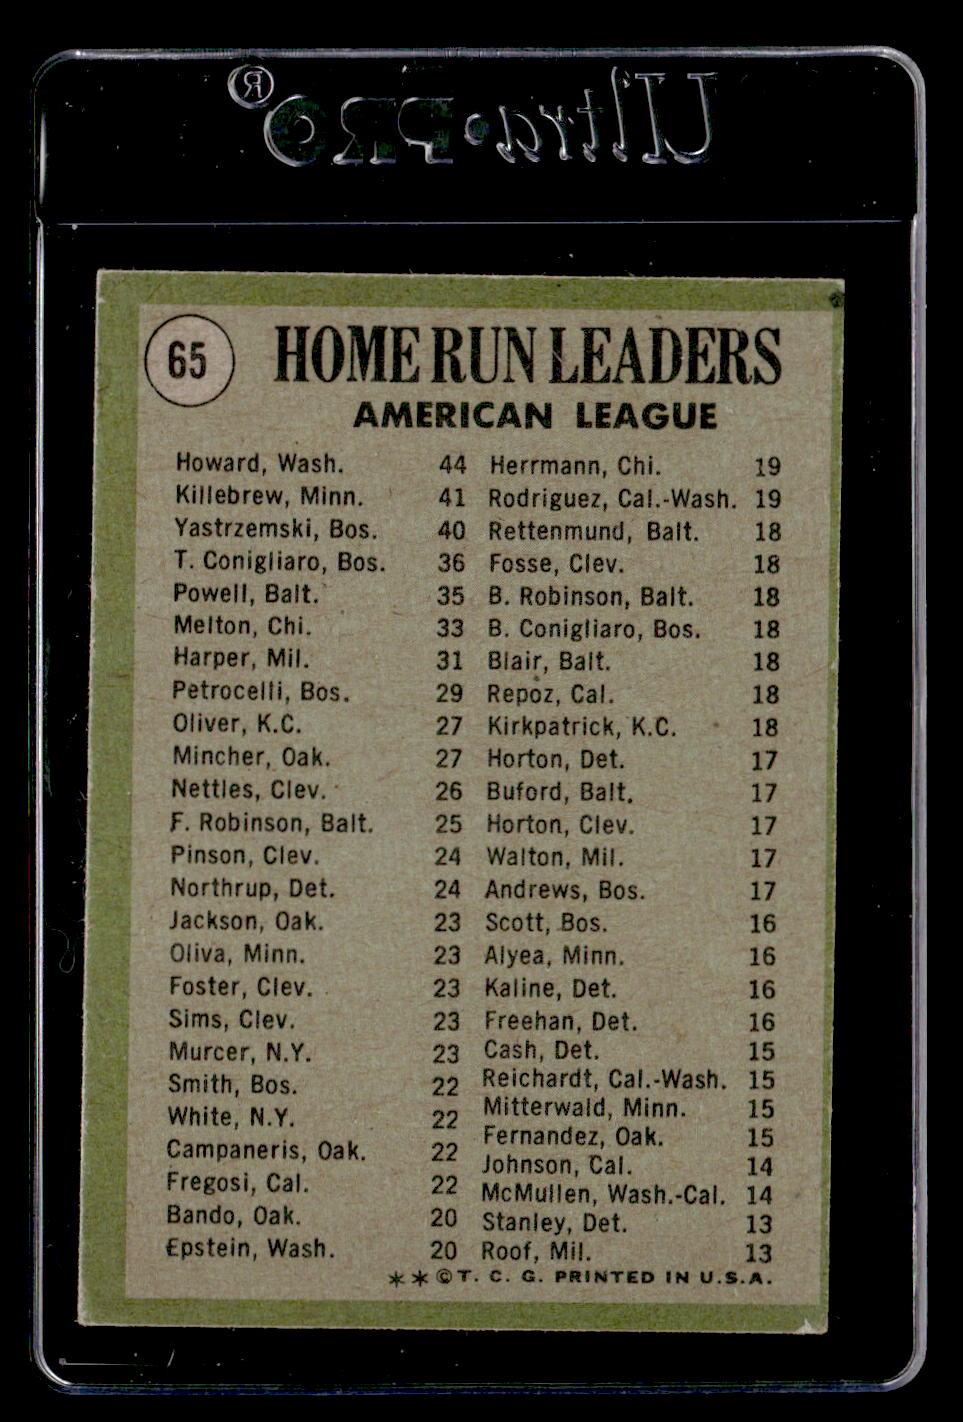 Ultra•PRO®
65
HOME RUN LEADERS
AMERICAN LEAGUE
Howard, Wash. 44
Killebrew, Minn. 41
Yastrzemski, Bos. 40
T. Conigliaro, Bos. 36
Powell, Balt. 35
Melton, Chi. 33
Harper, Mil. 31
Petrocelli, Bos. 29
Oliver, K.C. 27
Mincher, Oak. 27
Nettles, Clev. 26
F. Robinson, Balt. 25
Pinson, Clev. 24
Northrup, Det. 24
Jackson, Oak. 23
Oliva, Minn. 23
Foster, Clev. 23
Sims, Clev. 23
Murcer, N.Y. 23
Smith, Bos. 22
White, N.Y. 22
Campaneris, Oak. 22
Fregosi, Cal. 22
Bando, Oak. 20
Epstein, Wash. 20
Herrmann, Chi. 19
Rodriguez, Cal.-Wash. 19
Rettenmund, Balt. 18
Fosse, Clev. 18
B. Robinson, Balt. 18
B. Conigliaro, Bos. 18
Blair, Balt. 18
Repoz, Cal. 18
Kirkpatrick, K.C. 18
Horton, Det. 17
Buford, Balt. 17
Horton, Clev. 17
Walton, Mil. 17
Andrews, Bos. 17
Scott, Bos. 16
Alyea, Minn. 16
Kaline, Det. 16
Freehan, Det. 16
Cash, Det. 15
Reichardt, Cal.-Wash. 15
Mitterwald, Minn. 15
Fernandez, Oak. 15
Johnson, Cal. 14
McMullen, Wash.-Cal. 14
Stanley, Det. 13
Roof, Mil. 13
**©T. C. G. PRINTED IN U.S.A.